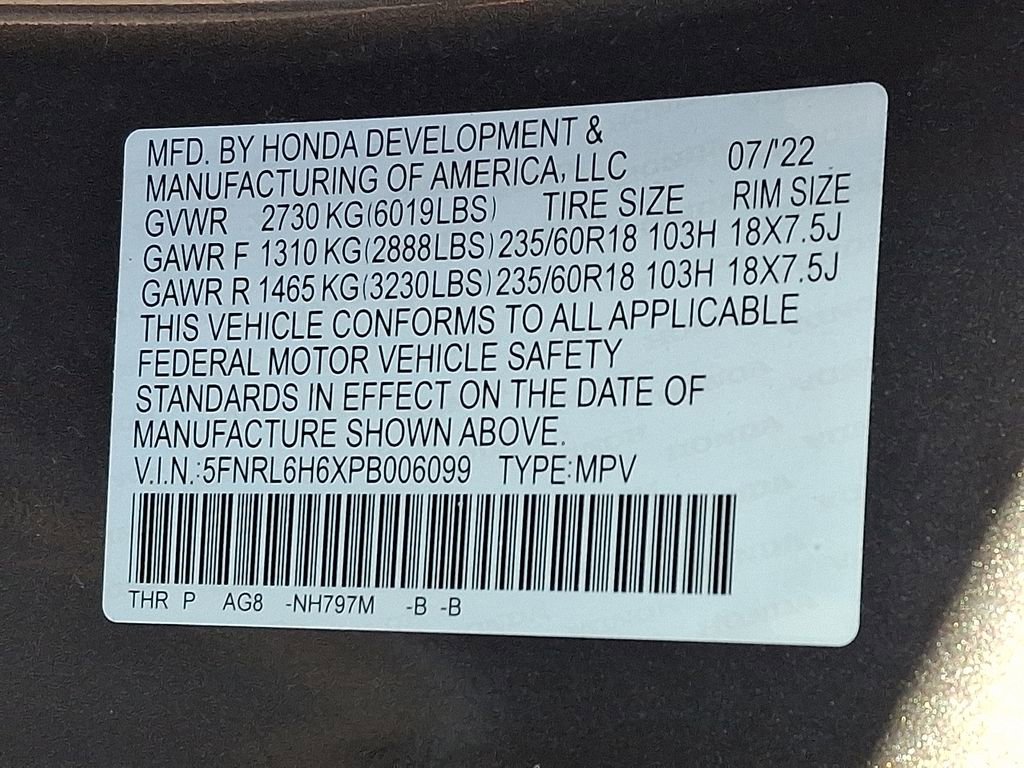 MFD. BY HONDA DEVELOPMENT &
MANUFACTURING OF AMERICA, LLC 07/'22
GVWR 2730 KG(6019LBS) TIRE SIZE RIM SIZE
GAWR F 1310 KG(2888LBS) 235/60R18 103H 18X7.5J
GAWR R 1465 KG(3230LBS) 235/60R18 103H 18X7.5J
THIS VEHICLE CONFORMS TO ALL APPLICABLE
FEDERAL MOTOR VEHICLE SAFETY
STANDARDS IN EFFECT ON THE DATE OF
MANUFACTURE SHOWN ABOVE.
V.I.N.:5FNRL6H6XPB006099 TYPE:MPV
THR P AG8 -NH797M -B -B